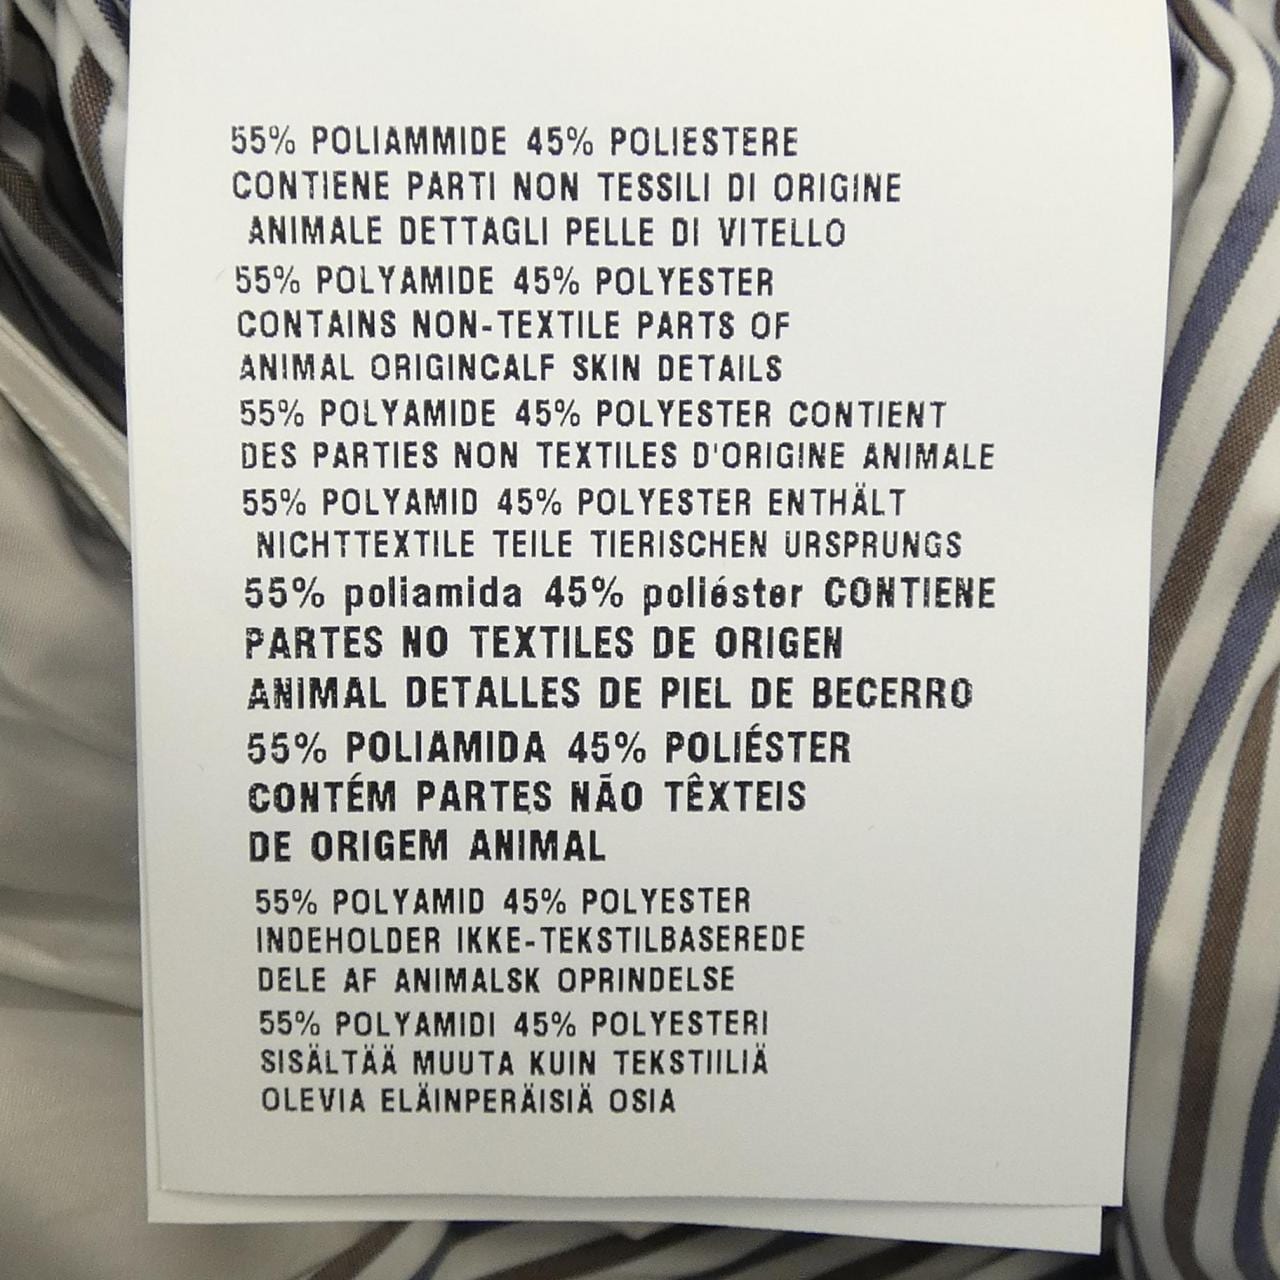 55% POLIAMMIDE 45% POLIESTERE
CONTIENE PARTI NON TESSILI DI ORIGINE
ANIMALE DETTAGLI PELLE DI VITELLO
55% POLYAMIDE 45% POLYESTER
CONTAINS NON-TEXTILE PARTS OF
ANIMAL ORIGINCALF SKIN DETAILS
55% POLYAMIDE 45% POLYESTER CONTIENT
DES PARTIES NON TEXTILES D'ORIGINE ANIMALE
55% POLYAMID 45% POLYESTER ENTHÄLT
NICHTTEXTILE TEILE TIERISCHEN URSPRUNGS
55% poliamida 45% poliéster CONTIENE
PARTES NO TEXTILES DE ORIGEN
ANIMAL DETALLES DE PIEL DE BECERRO
55% POLIAMIDA 45% POLIÉSTER
CONTÉM PARTES NÃO TÊXTEIS
DE ORIGEM ANIMAL
55% POLYAMID 45% POLYESTER
INDEHOLDER IKKE-TEKSTILBASEREDE
DELE AF ANIMALSK OPRINDELSE
55% POLYAMIDI 45% POLYESTERI
SISÄLTÄÄ MUUTA KUIN TEKSTIILIÄ
OLEVIA ELÄINPERÄISIÄ OSIA